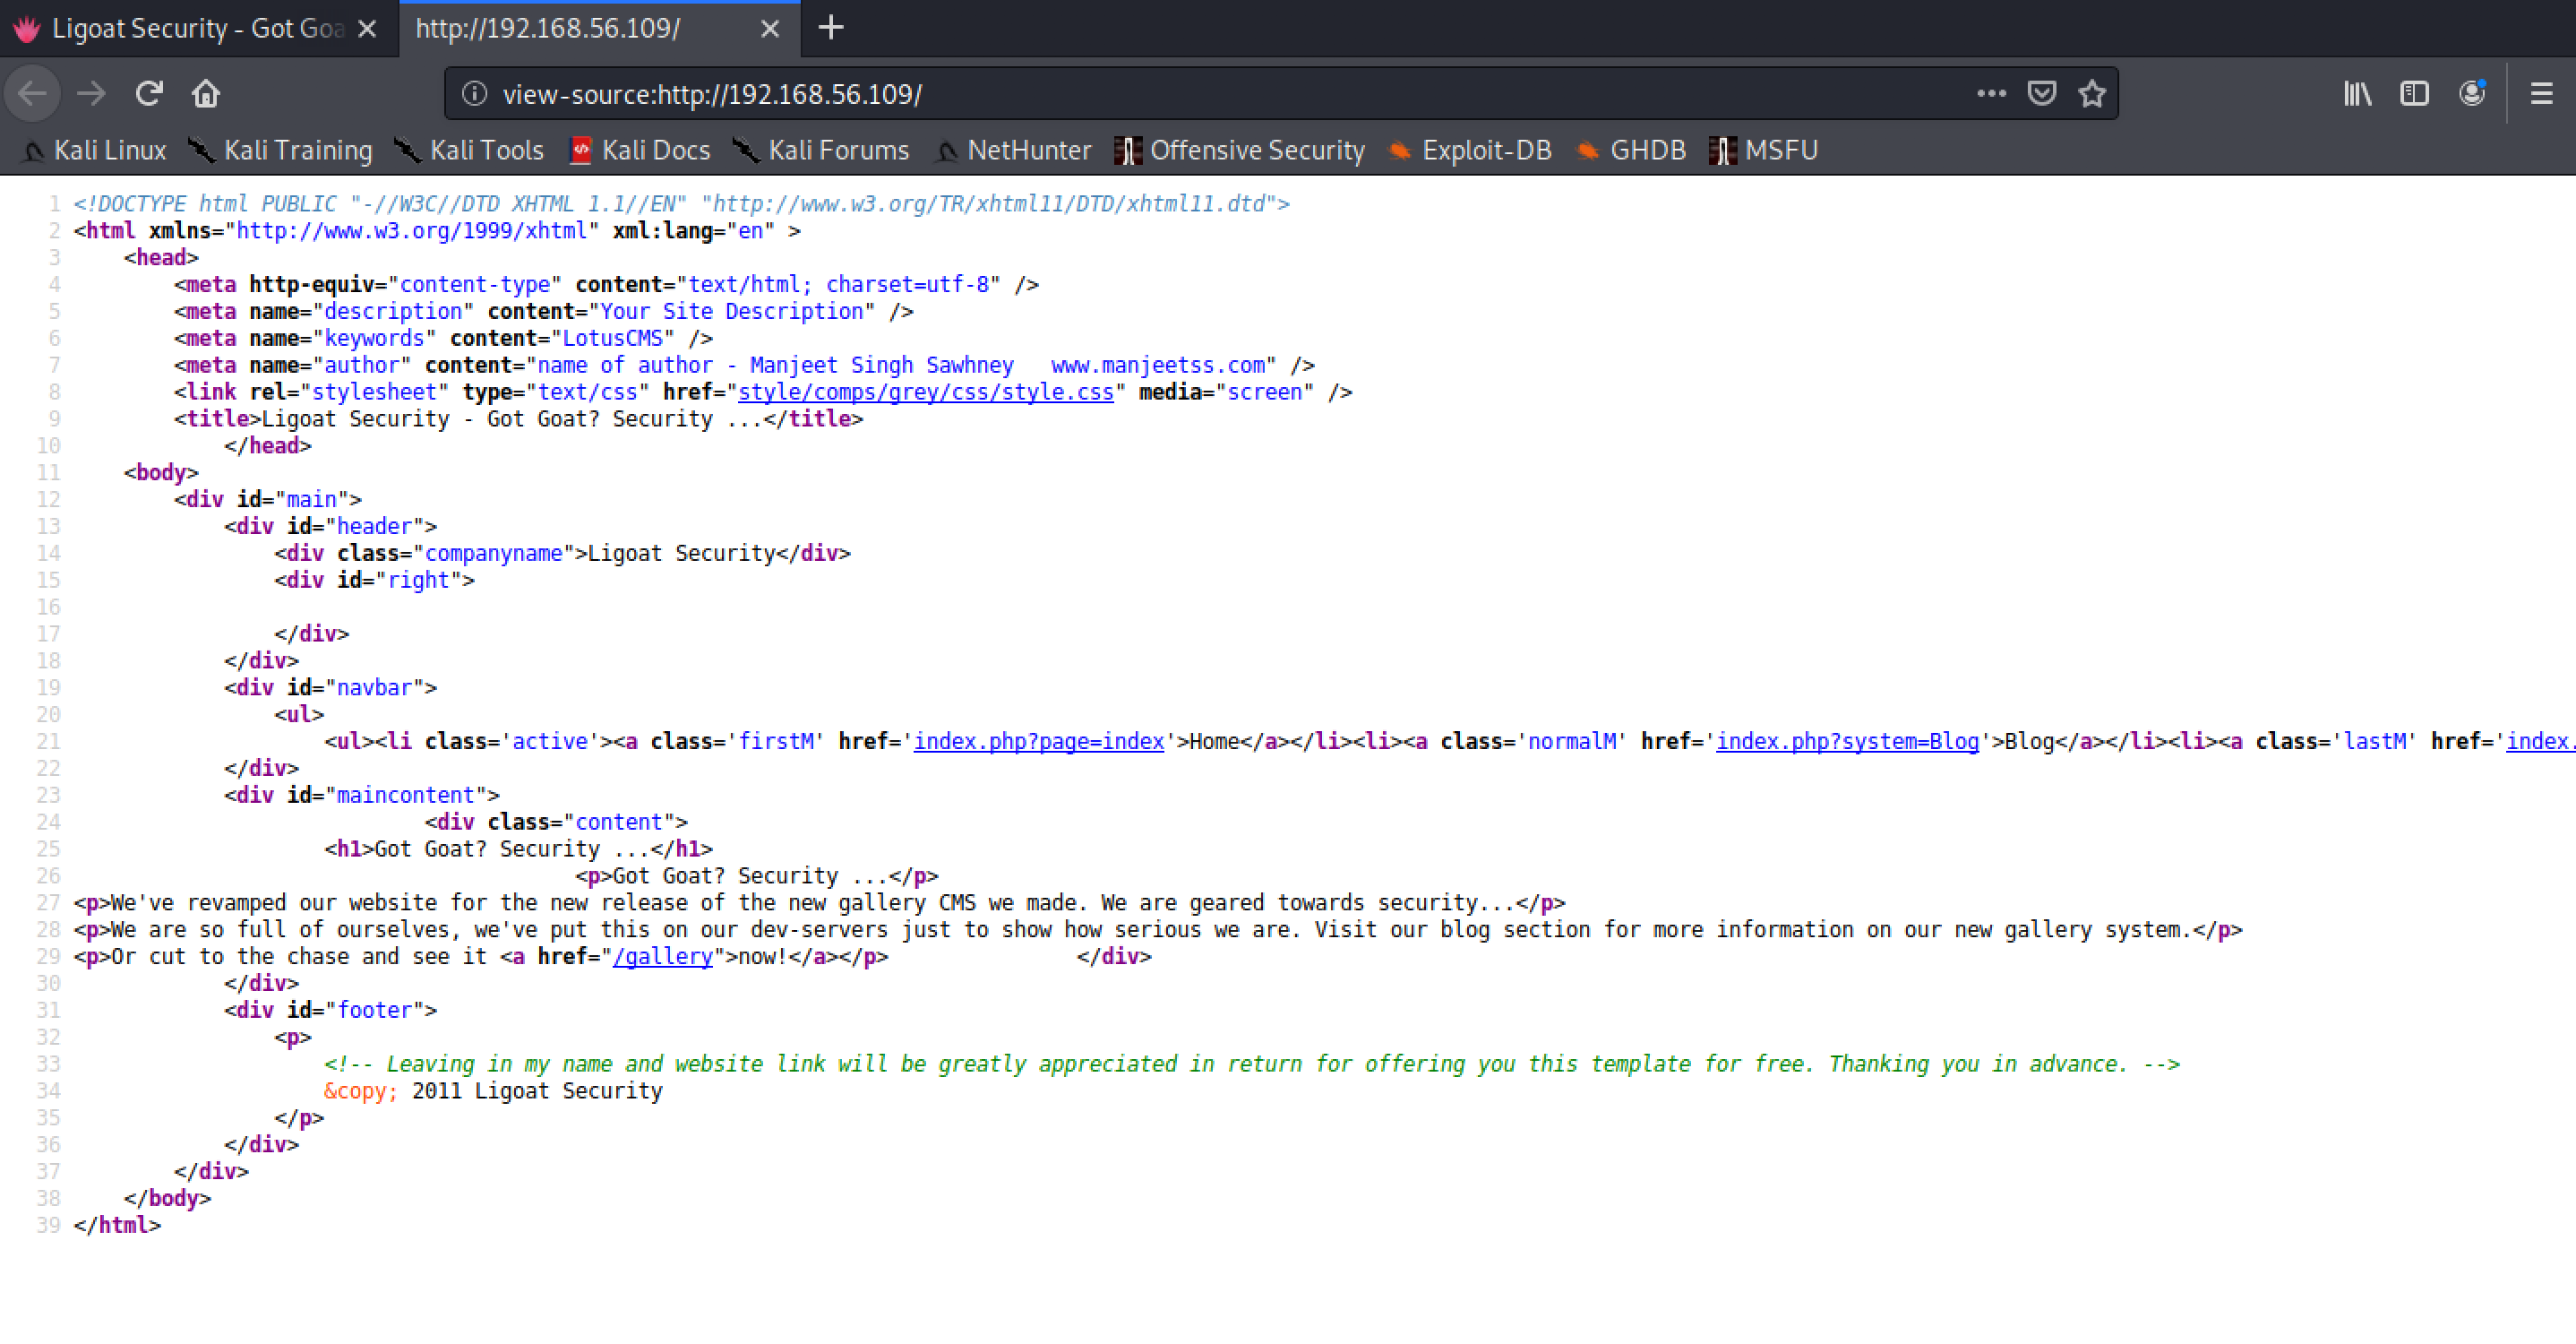 Ligoat Security - Got Goa
http://192.168.56.109/
view-source:http://192.168.56.109/
Kali Linux Kali Training Kali Tools Kali Docs Kali Forums NetHunter Offensive Security Exploit-DB GHDB MSFU
1 <!DOCTYPE html PUBLIC "-//W3C//DTD XHTML 1.1//EN" "http://www.w3.org/TR/xhtml11/DTD/xhtml11.dtd">
2 <html xmlns="http://www.w3.org/1999/xhtml" xml:lang="en" >
3 <head>
4 <meta http-equiv="content-type" content="text/html; charset=utf-8" />
5 <meta name="description" content="Your Site Description" />
6 <meta name="keywords" content="LotusCMS" />
7 <meta name="author" content="name of author - Manjeet Singh Sawhney   www.manjeetss.com" />
8 <link rel="stylesheet" type="text/css" href="style/comps/grey/css/style.css" media="screen" />
9 <title>Ligoat Security - Got Goat? Security ...</title>
10 </head>
11 <body>
12 <div id="main">
13 <div id="header">
14 <div class="companyname">Ligoat Security</div>
15 <div id="right">
16
17 </div>
18 </div>
19 <div id="navbar">
20 <ul>
21 <ul><li class='active'><a class='firstM' href='index.php?page=index'>Home</a></li><li><a class='normalM' href='index.php?system=Blog'>Blog</a></li><li><a class='lastM' href='index.
22 </div>
23 <div id="maincontent">
24 <div class="content">
25 <h1>Got Goat? Security ...</h1>
26 <p>Got Goat? Security ...</p>
27 <p>We've revamped our website for the new release of the new gallery CMS we made. We are geared towards security...</p>
28 <p>We are so full of ourselves, we've put this on our dev-servers just to show how serious we are. Visit our blog section for more information on our new gallery system.</p>
29 <p>Or cut to the chase and see it <a href="/gallery">now!</a></p> </div>
30 </div>
31 <div id="footer">
32 <p>
33 <!-- Leaving in my name and website link will be greatly appreciated in return for offering you this template for free. Thanking you in advance. -->
34 &copy; 2011 Ligoat Security
35 </p>
36 </div>
37 </div>
38 </body>
39 </html>